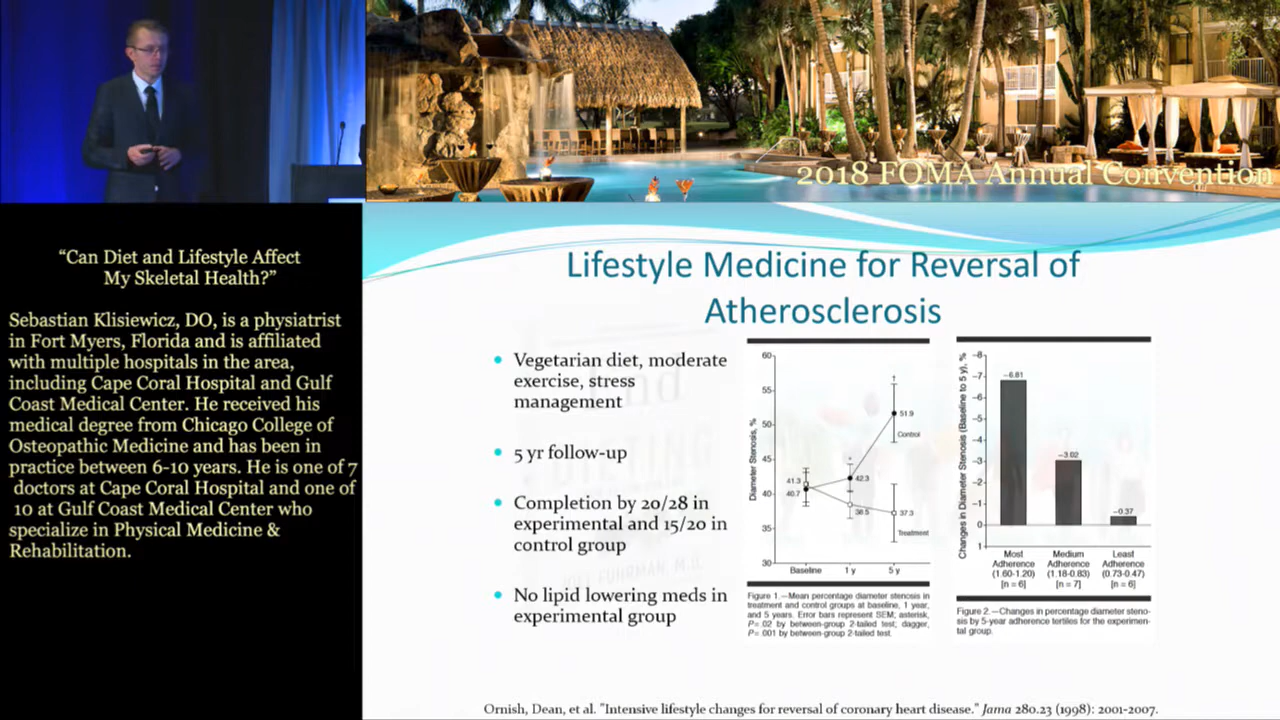 2018 FOMA Annual Convention
“Can Diet and Lifestyle Affect
My Skeletal Health?”
Sebastian Klisiewicz, DO, is a physiatrist
in Fort Myers, Florida and is affiliated
with multiple hospitals in the area,
including Cape Coral Hospital and Gulf
Coast Medical Center. He received his
medical degree from Chicago College of
Osteopathic Medicine and has been in
practice between 6-10 years. He is one of 7
doctors at Cape Coral Hospital and one of
10 at Gulf Coast Medical Center who
specialize in Physical Medicine &
Rehabilitation.
Lifestyle Medicine for Reversal of
Atherosclerosis
• Vegetarian diet, moderate
exercise, stress
management
• 5 yr follow-up
• Completion by 20/28 in
experimental and 15/20 in
control group
• No lipid lowering meds in
experimental group
Diameter Stenosis, %
60
55
50
45
40
35
30
41.3
40.7
*
42.3
38.5
†
51.9
Control
37.3
Treatment
Baseline
1 y
5 y
Figure 1.—Mean percentage diameter stenosis in
treatment and control groups at baseline, 1 year,
and 5 years. Error bars represent SEM; asterisk,
P=.02 by between-group 2-tailed test; dagger,
P=.001 by between-group 2-tailed test.
Changes in Diameter Stenosis (Baseline to 5 y), %
–8
–7
–6
–5
–4
–3
–2
–1
0
1
–6.81
–3.02
–0.37
Most
Adherence
(1.60-1.20)
[n = 6]
Medium
Adherence
(1.18-0.83)
[n = 7]
Least
Adherence
(0.73-0.47)
[n = 6]
Figure 2.—Changes in percentage diameter steno-
sis by 5-year adherence tertiles for the experimen-
tal group.
Ornish, Dean, et al. "Intensive lifestyle changes for reversal of coronary heart disease." Jama 280.23 (1998): 2001-2007.